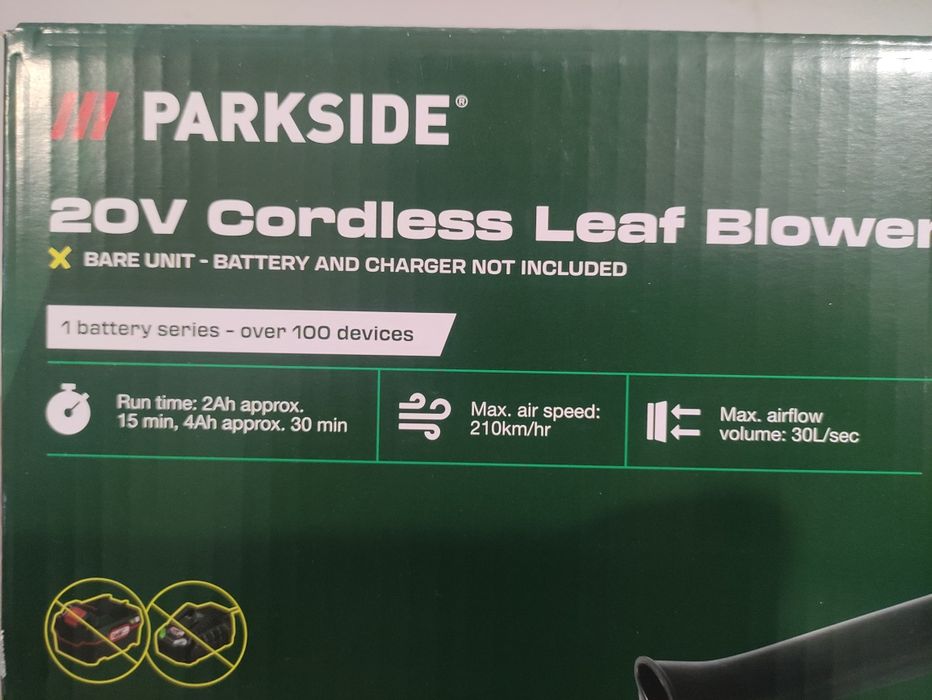 PARKSIDE®
20V Cordless Leaf Blower
BARE UNIT - BATTERY AND CHARGER NOT INCLUDED
1 battery series - over 100 devices
Run time: 2Ah approx.
15 min, 4Ah approx. 30 min
Max. air speed:
210km/hr
Max. airflow
volume: 30L/sec